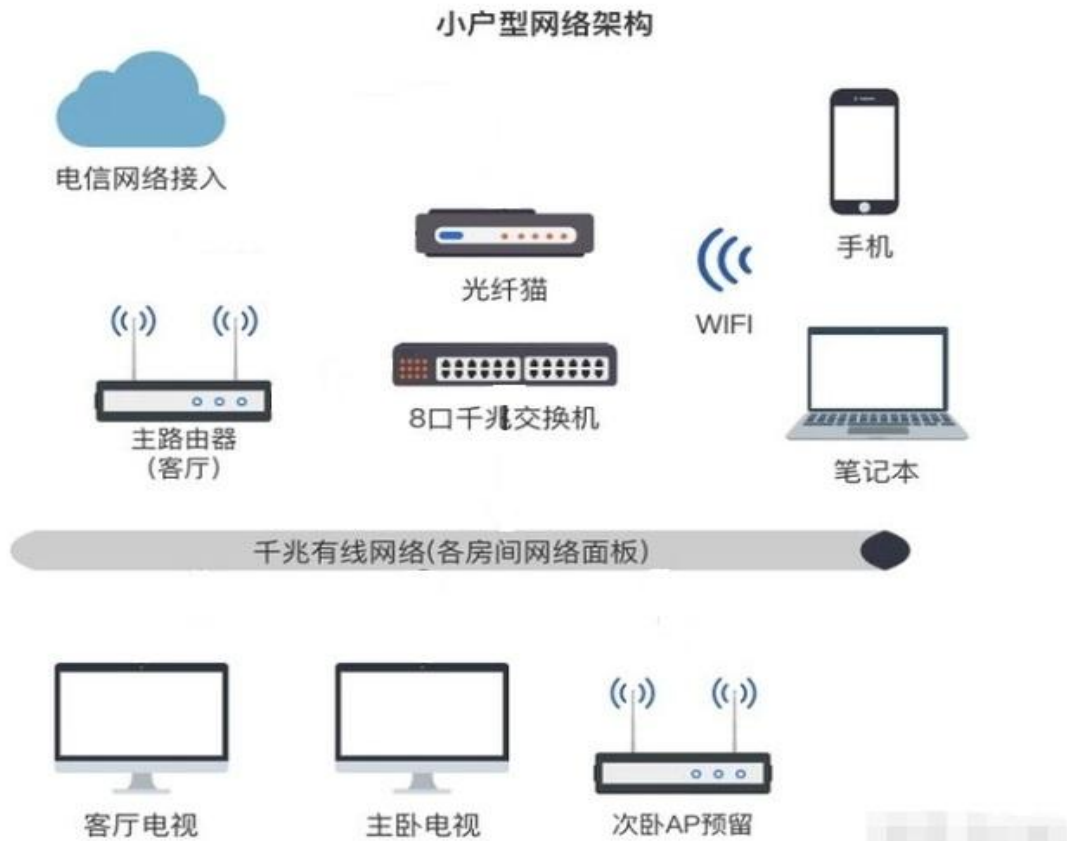 小户型网络架构
电信网络接入
手机
光纤猫
WIFI
8口千兆交换机
主路由器
(客厅)
笔记本
千兆有线网络(各房间网络面板)
客厅电视
主卧电视
次卧AP预留